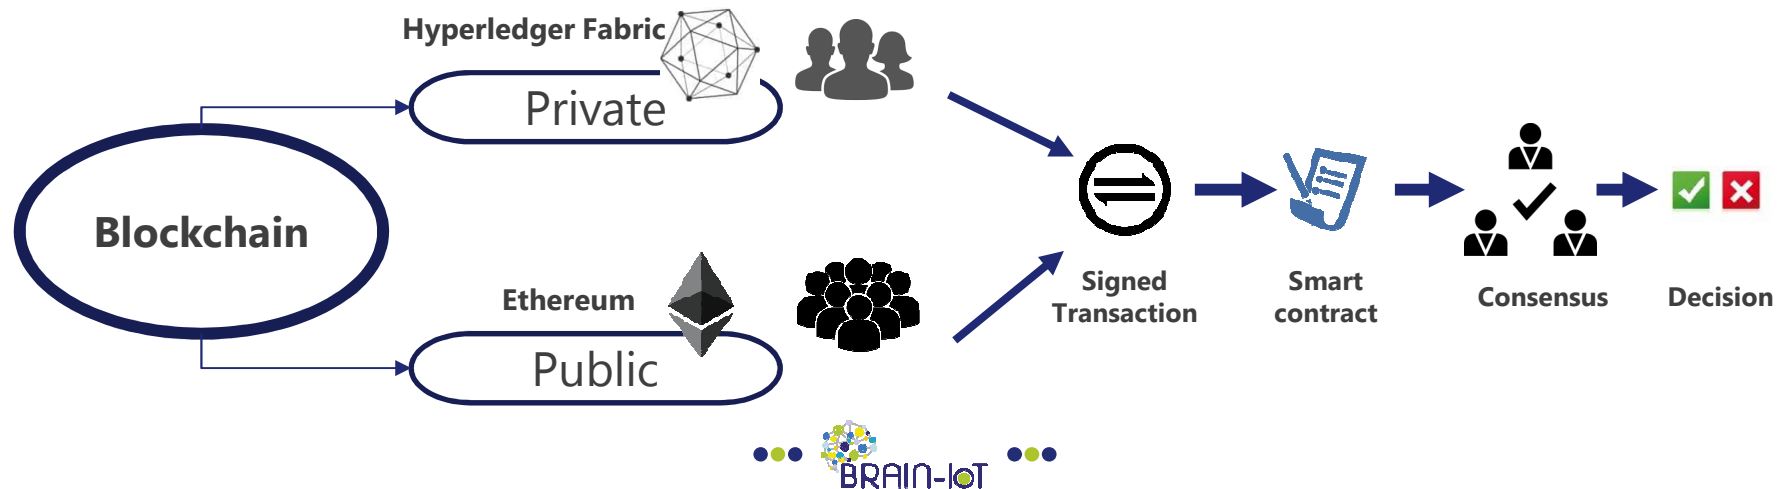 Hyperledger Fabric
Private
Blockchain
Ethereum
Public
Signed
Transaction
Smart
contract
Consensus
Decision
BRAIN-IoT